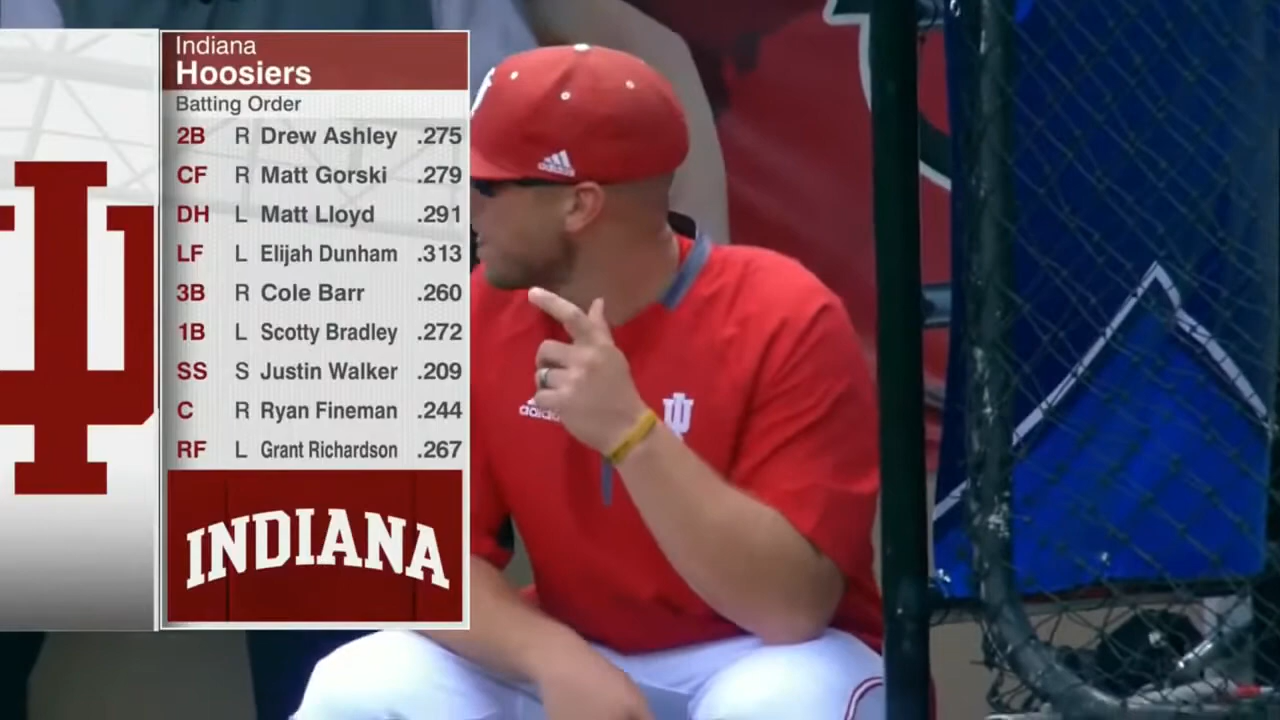 Indiana
Hoosiers
Batting Order
2B R Drew Ashley .275
CF R Matt Gorski .279
DH L Matt Lloyd .291
LF L Elijah Dunham .313
3B R Cole Barr .260
1B L Scotty Bradley .272
SS S Justin Walker .209
C R Ryan Fineman .244
RF L Grant Richardson .267
INDIANA
adidas
adidas